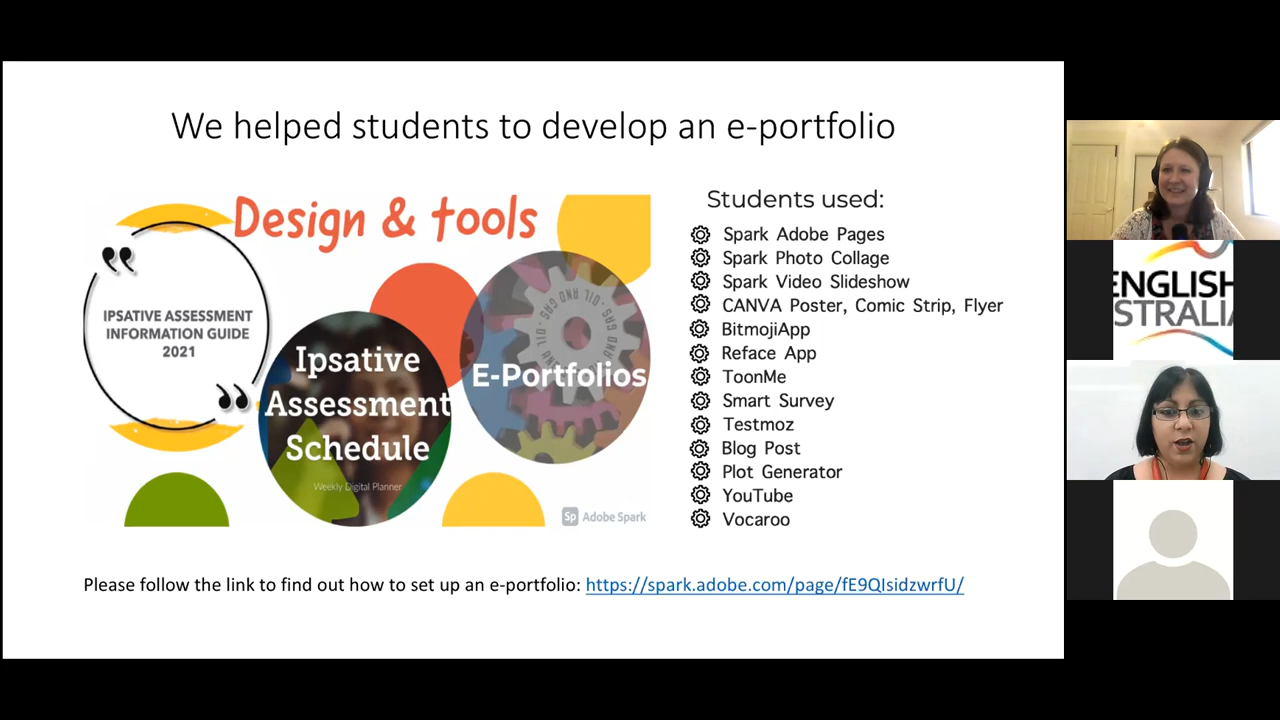 We helped students to develop an e-portfolio
Design & tools
IPSATIVE ASSESSMENT
INFORMATION GUIDE
2021
Ipsative
Assessment
Schedule
Weekly Digital Planner
E-Portfolios
Sp Adobe Spark
Students used:
Spark Adobe Pages
Spark Photo Collage
Spark Video Slideshow
CANVA Poster, Comic Strip, Flyer
BitmojiApp
Reface App
ToonMe
Smart Survey
Testmoz
Blog Post
Plot Generator
YouTube
Vocaroo
Please follow the link to find out how to set up an e-portfolio: https://spark.adobe.com/page/fE9QIsidzwrfU/
ENGLISH
STRALIA